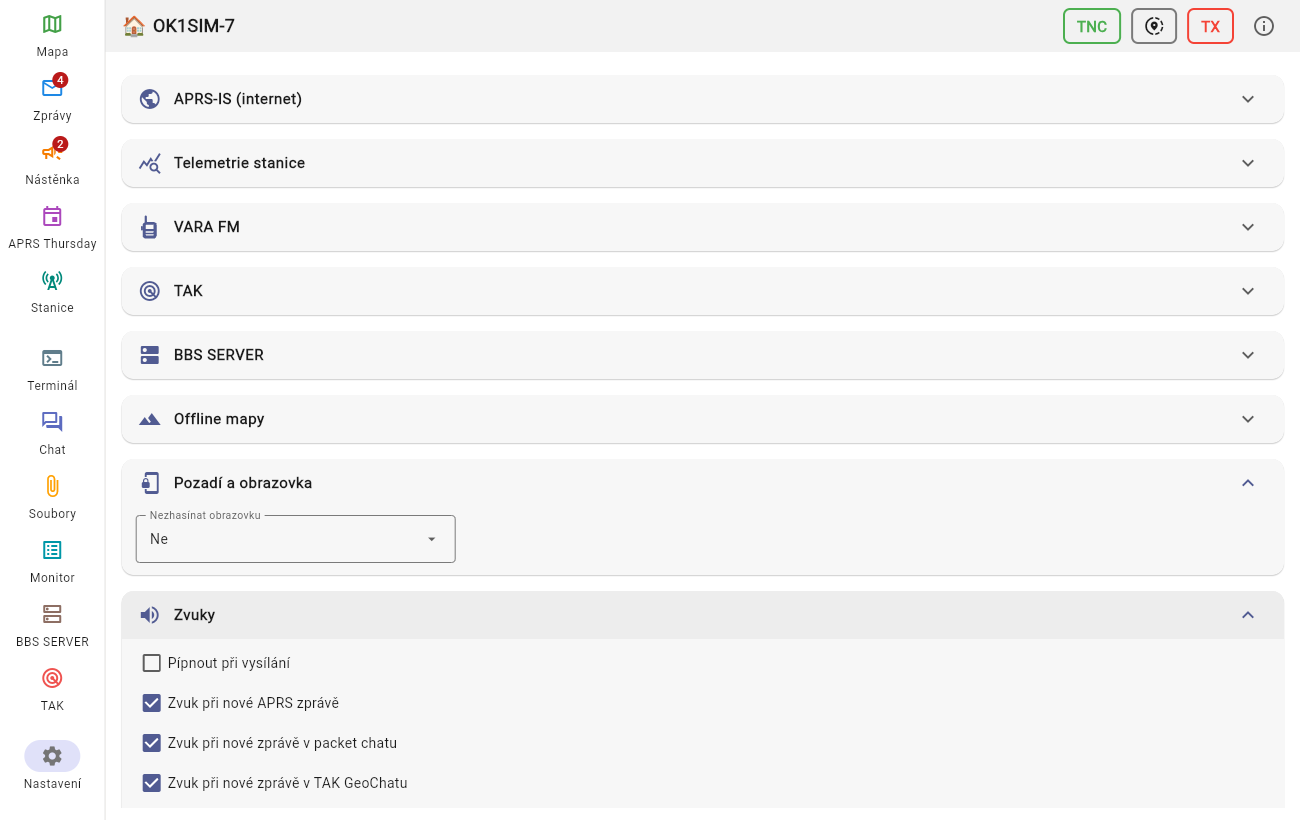 OK1SIM-7
TNC
TX
Mapa
4
Zprávy
2
Nástěnka
APRS Thursday
Stanice
Terminál
Chat
Soubory
Monitor
BBS SERVER
TAK
Nastavení
APRS-IS (internet)
Telemetrie stanice
VARA FM
TAK
BBS SERVER
Offline mapy
Pozadí a obrazovka
Nezhasínat obrazovku
Ne
Zvuky
Pípnout při vysílání
Zvuk při nové APRS zprávě
Zvuk při nové zprávě v packet chatu
Zvuk při nové zprávě v TAK GeoChatu